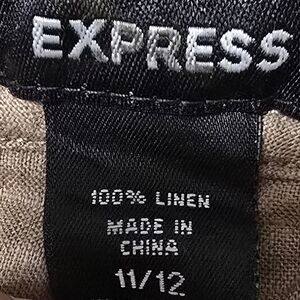 EXPRESS
100% LINEN
MADE IN
CHINA
11/12